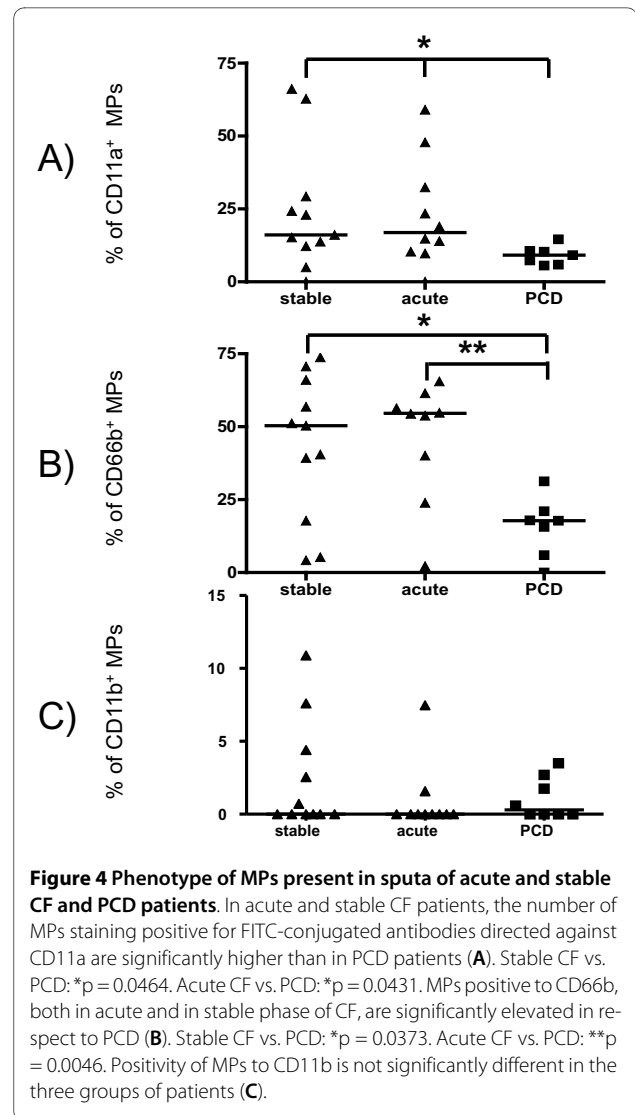 A)
% of CD11a+ MPs
75
50
25
0
*
stable acute PCD
B)
% of CD66b+ MPs
75
50
25
0
*
**
stable acute PCD
C)
% of CD11b+ MPs
15
10
5
0
stable acute PCD
Figure 4 Phenotype of MPs present in sputa of acute and stable
CF and PCD patients. In acute and stable CF patients, the number of
MPs staining positive for FITC-conjugated antibodies directed against
CD11a are significantly higher than in PCD patients (A). Stable CF vs.
PCD: *p = 0.0464. Acute CF vs. PCD: *p = 0.0431. MPs positive to CD66b,
both in acute and in stable phase of CF, are significantly elevated in re-
spect to PCD (B). Stable CF vs. PCD: *p = 0.0373. Acute CF vs. PCD: **p
= 0.0046. Positivity of MPs to CD11b is not significantly different in the
three groups of patients (C).